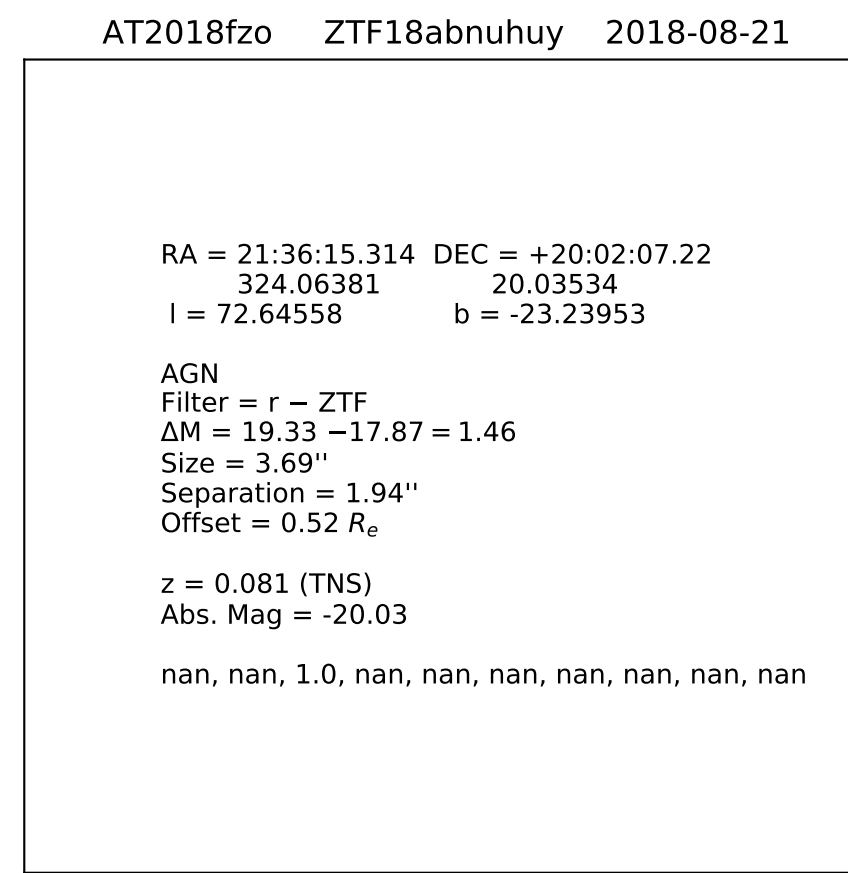 AT2018fzo ZTF18abnuhuy 2018-08-21
RA = 21:36:15.314 DEC = +20:02:07.22
324.06381 20.03534
l = 72.64558 b = -23.23953
AGN
Filter = r − ZTF
ΔM = 19.33 −17.87 = 1.46
Size = 3.69''
Separation = 1.94''
Offset = 0.52 Rₑ
z = 0.081 (TNS)
Abs. Mag = -20.03
nan, nan, 1.0, nan, nan, nan, nan, nan, nan, nan